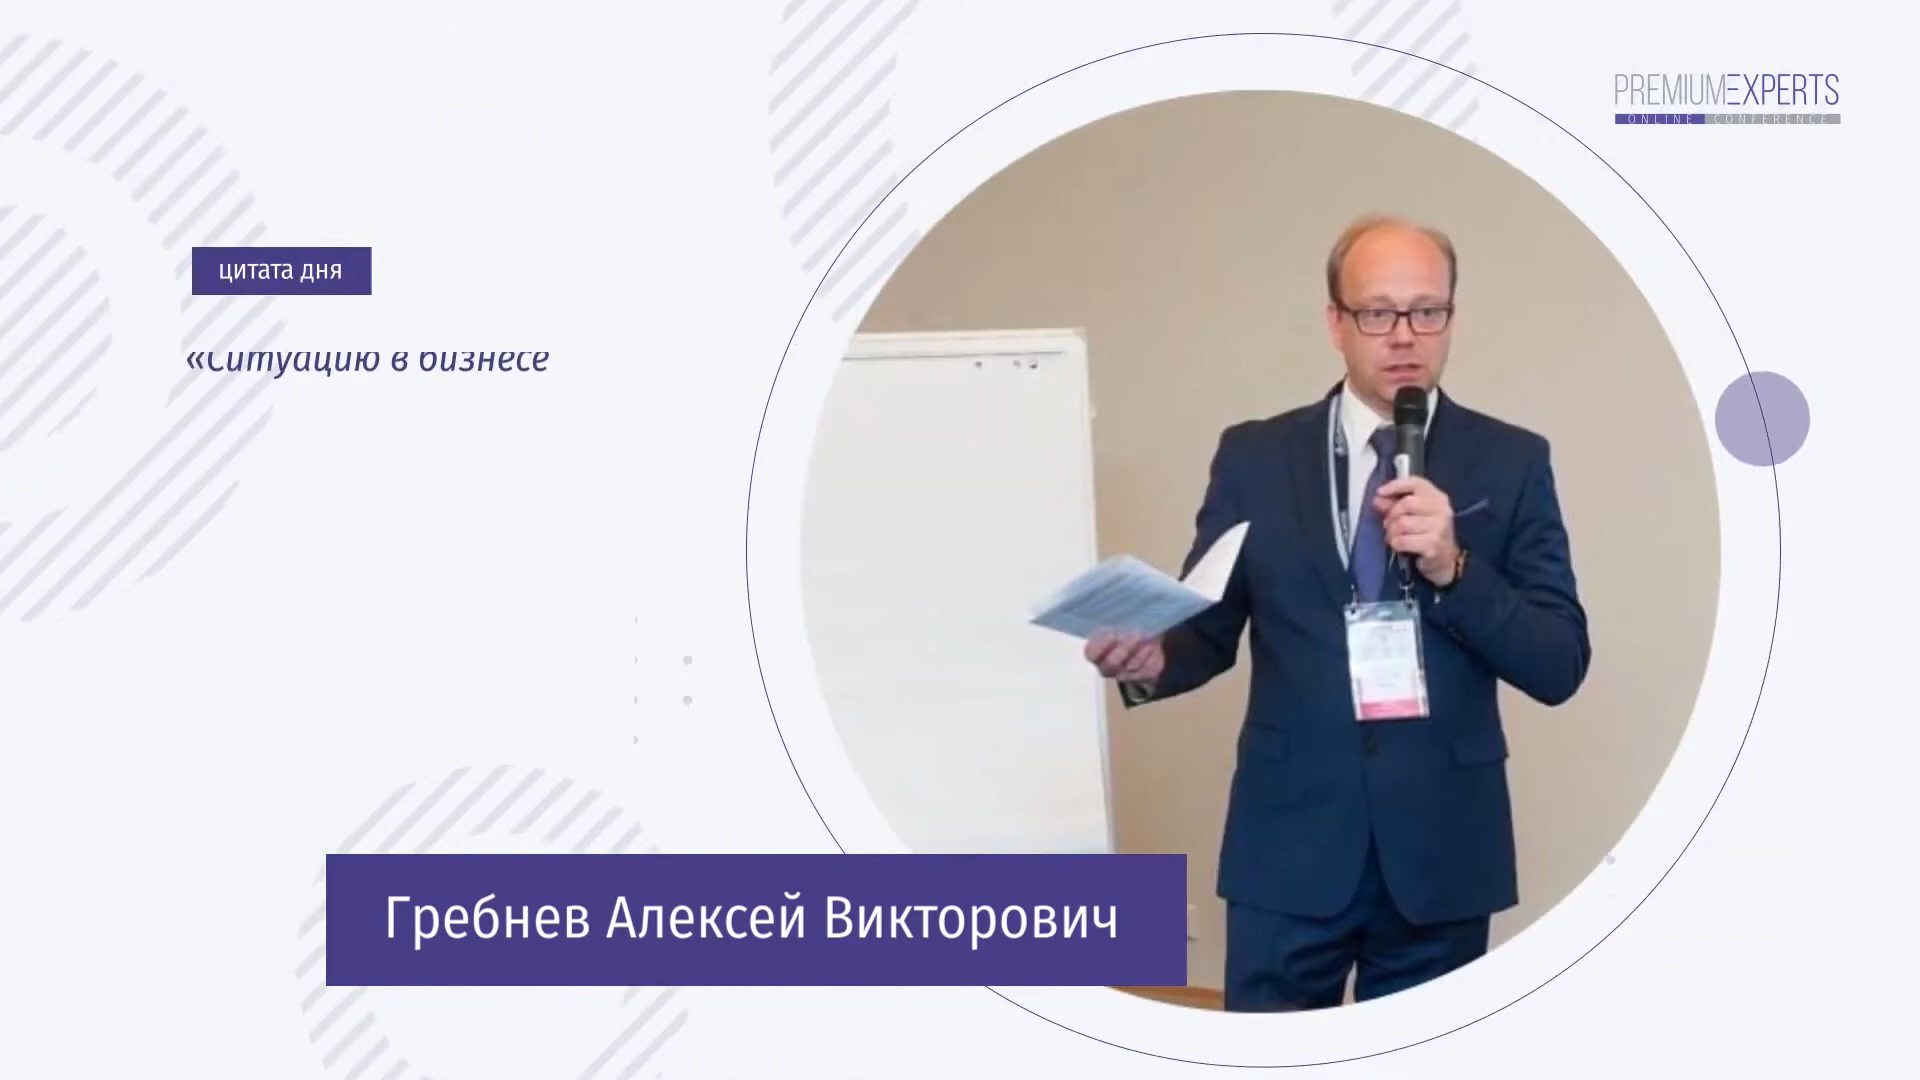 PREMIUMEXPERTS
ONLINE CONFERENCE
цитата дня
«Ситуацию в бизнесе
Гребнев Алексей Викторович